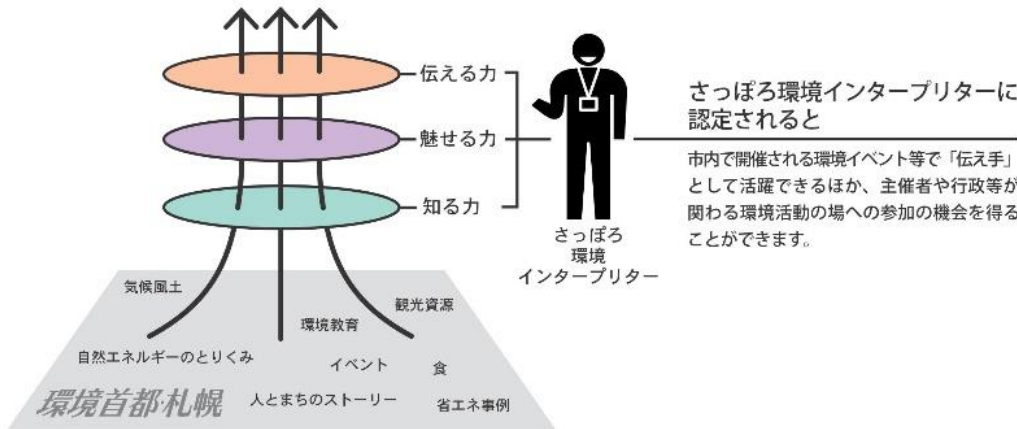 伝える力
魅せる力
知る力
さっぽろ
環境
インタープリター
さっぽろ環境インタープリターに
認定されると
市内で開催される環境イベント等で「伝え手」
として活躍できるほか、主催者や行政等が
関わる環境活動の場への参加の機会を得る
ことができます。
気候風土
観光資源
環境教育
自然エネルギーのとりくみ
イベント
食
環境首都・札幌
人とまちのストーリー
省エネ事例